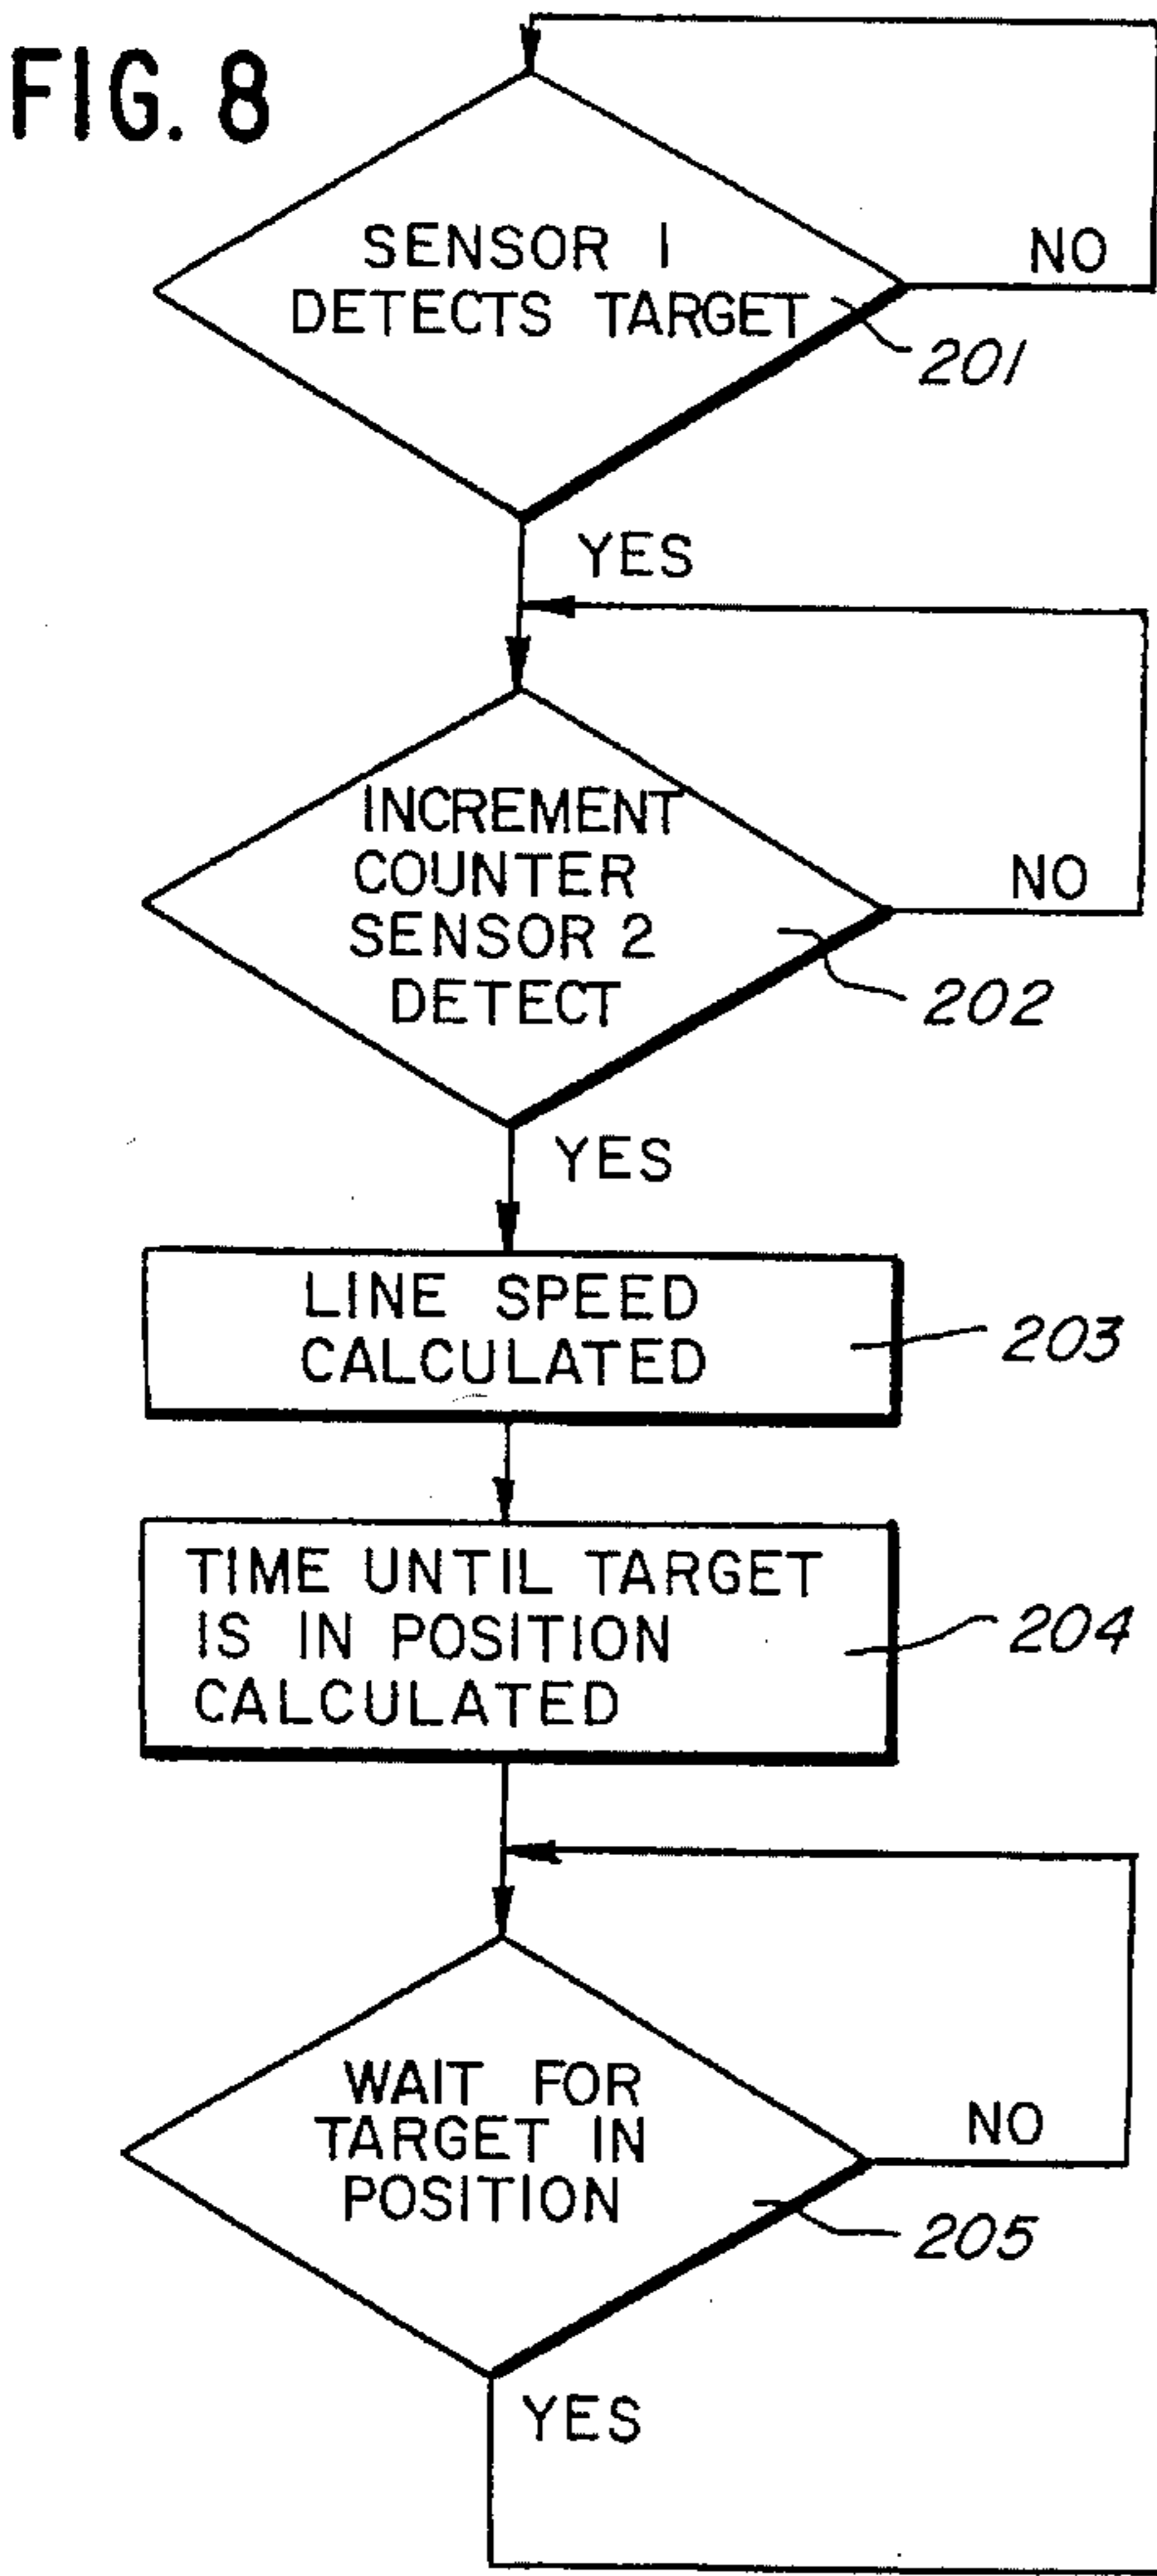 FIG. 8
SENSOR 1
DETECTS TARGET
NO
201
YES
INCREMENT
COUNTER
SENSOR 2
DETECT
NO
202
YES
LINE SPEED
CALCULATED
203
TIME UNTIL TARGET
IS IN POSITION
CALCULATED
204
WAIT FOR
TARGET IN
POSITION
NO
205
YES